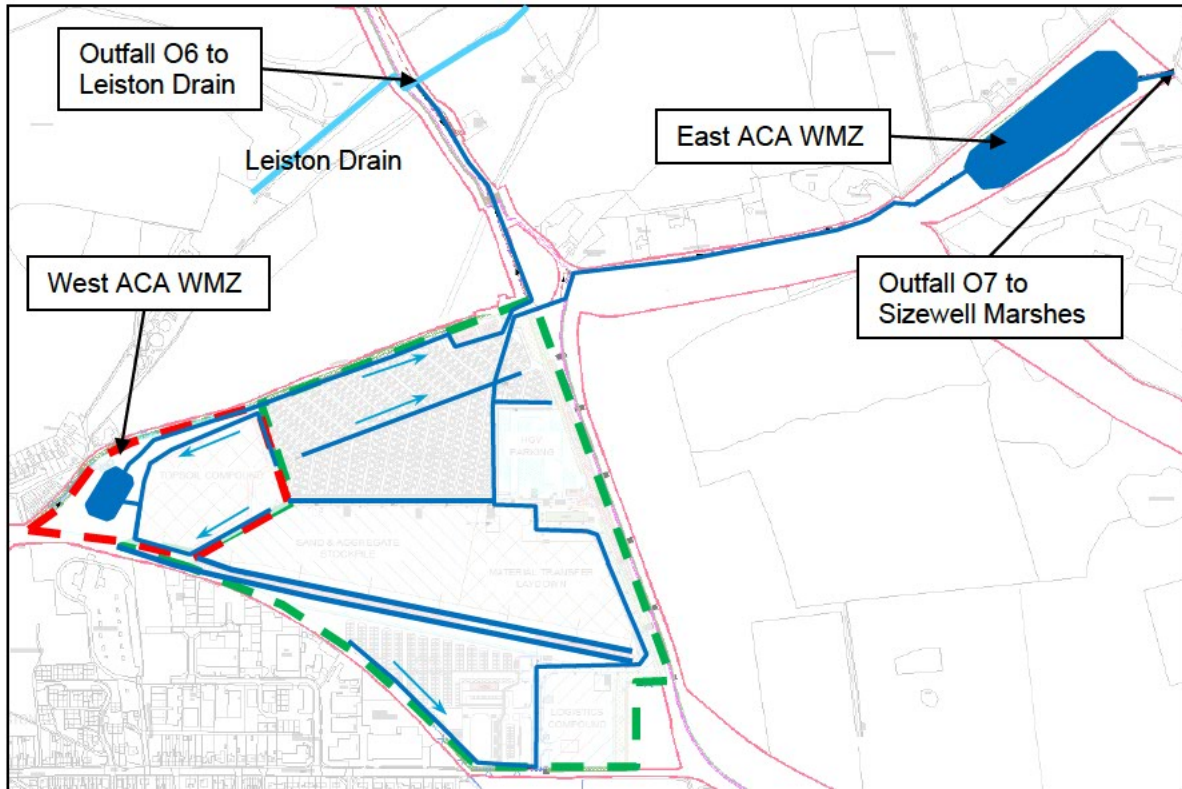 Outfall O6 to
Leiston Drain
Leiston Drain
East ACA WMZ
West ACA WMZ
Outfall O7 to
Sizewell Marshes
TOPSOIL COMPOUND
HGV
PARKING
SAND & AGGREGATE
STOCKPILE
MATERIAL TRANSFER
LAYDOWN
LOGISTICS
COMPOUND